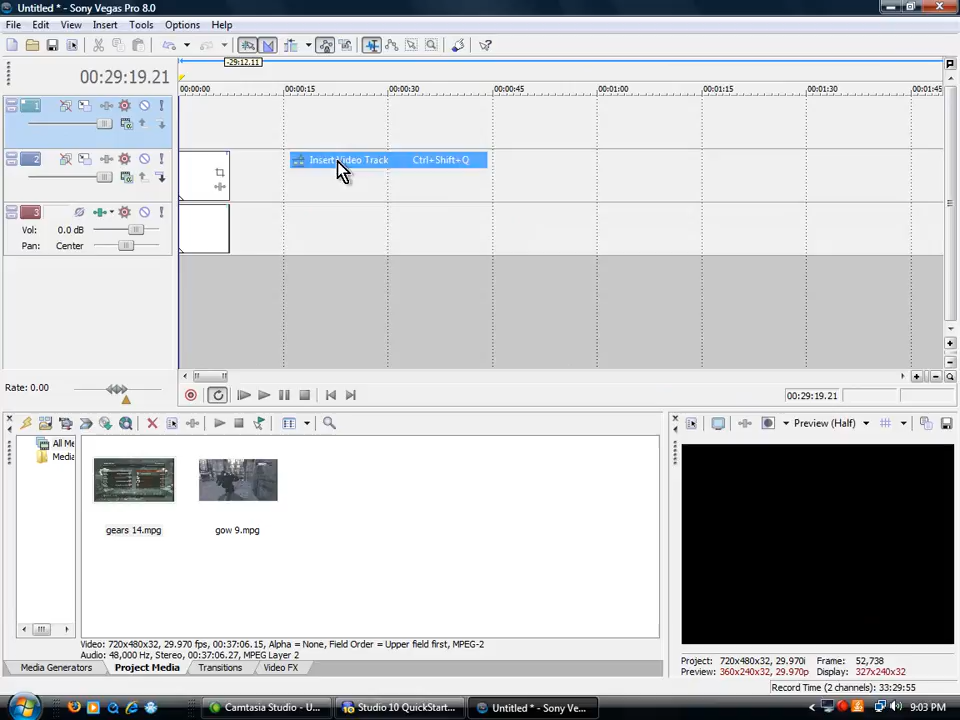 Untitled * - Sony Vegas Pro 8.0
File Edit View Insert Tools Options Help
00:29:19.21
-29:12.11
00:00:00 00:00:15 00:00:30 00:00:45 00:01:00 00:01:15 00:01:30 00:01:45
1
2
Insert Video Track Ctrl+Shift+Q
3
Vol: 0.0 dB
Pan: Center
Rate: 0.00
00:29:19.21
Preview (Half)
All Me
Media
gears 14.mpg gow 9.mpg
Video: 720x480x32, 29.970 fps, 00:37:06.15, Alpha = None, Field Order = Upper field first, MPEG-2
Audio: 48,000 Hz, Stereo, 00:37:06.27, MPEG Layer 2
Media Generators Project Media Transitions Video FX
Project: 720x480x32, 29.970i Frame: 52,738
Preview: 360x240x32, 29.970p Display: 327x240x32
Record Time (2 channels): 33:29:55
Camtasia Studio - U... Studio 10 QuickStart... Untitled * - Sony Ve... 9:03 PM